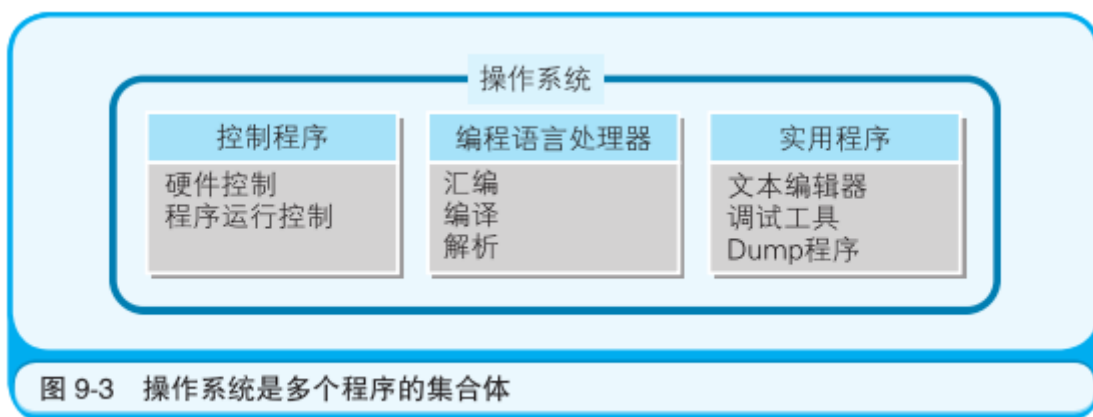 操作系统
控制程序
硬件控制
程序运行控制
编程语言处理器
汇编
编译
解析
实用程序
文本编辑器
调试工具
Dump程序
图 9-3 操作系统是多个程序的集合体